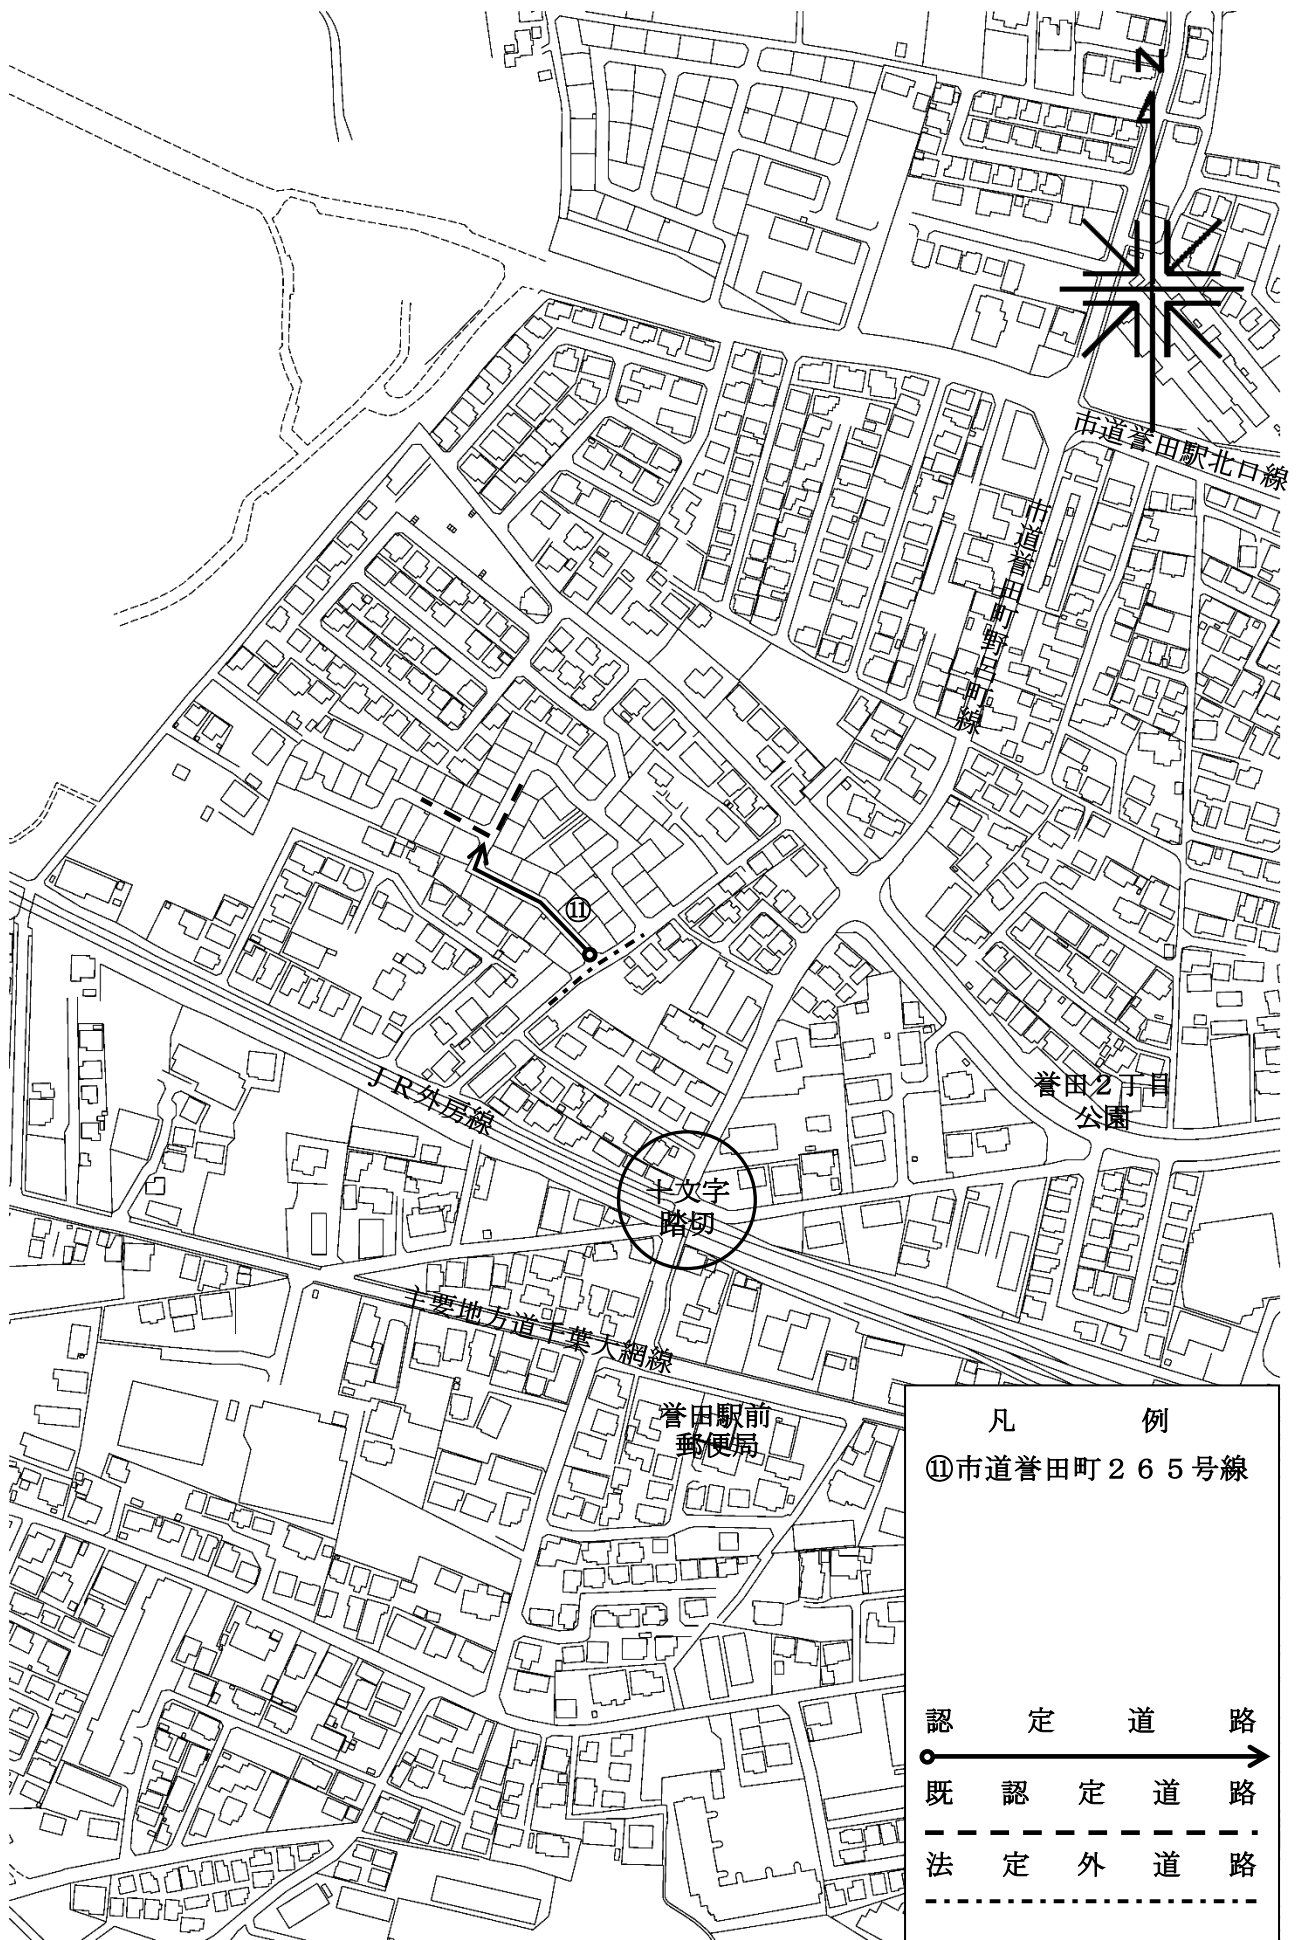 N
市道誉田駅北口線
市道誉田町野呂町線
⑪
JR外房線
誉田2丁目
公園
十文字
踏切
主要地方道千葉大網線
誉田駅前
郵便局
凡 例
⑪市道誉田町265号線
認定道路
既認定道路
法定外道路